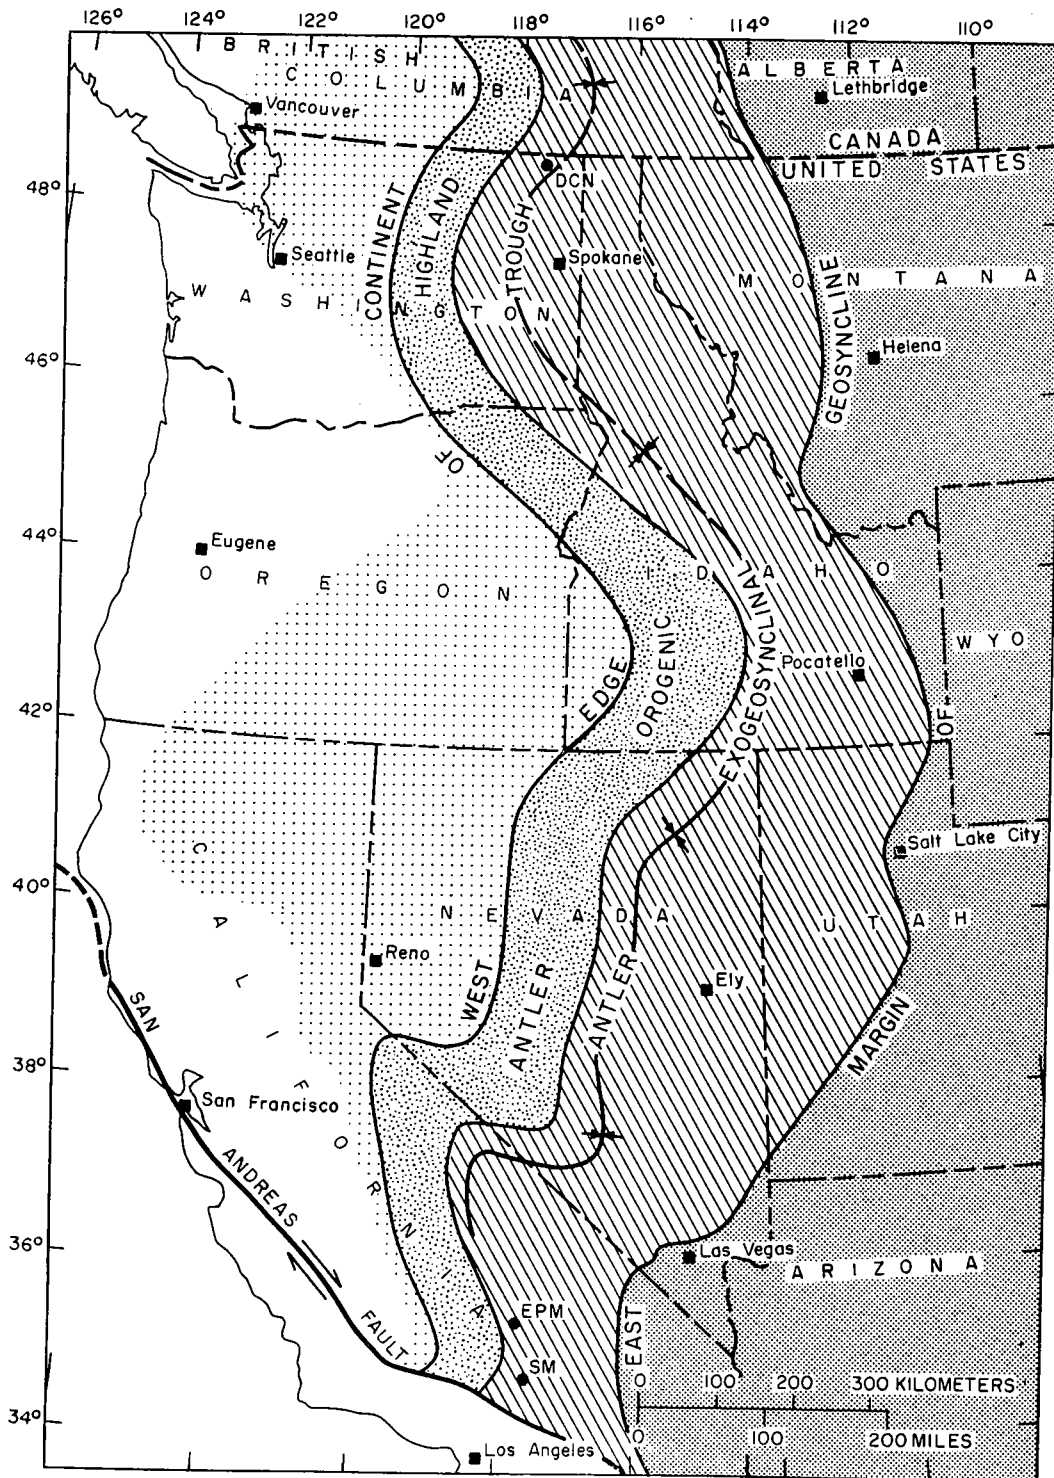 126° 124° 122° 120° 118° 116° 114° 112° 110°
BRITISH
COLUMBIA
ALBERTA
Lethbridge
Vancouver
CANADA
UNITED STATES
DCN
48°
CONTINENT
HIGHLAND
TROUGH
Seattle
Spokane
GEOSYNCLINE
MONTANA
WASHINGTON
Helena
46°
OF
44°
Eugene
OREGON
IDAHO
WYO
EDGE
OROGENIC
EXOGEOSYNCLINAL
Pocatello
OF
42°
Salt Lake City
CALIFORNIA
40°
NEVADA
UTAH
Reno
WEST
ANTLER
ANTLER
Ely
SAN
MARGIN
38°
San Francisco
ANDREAS
36°
Las Vegas
ARIZONA
FAULT
EPM
EAST
SM
0 100 200 300 KILOMETERS
34°
0 100 200 MILES
Los Angeles